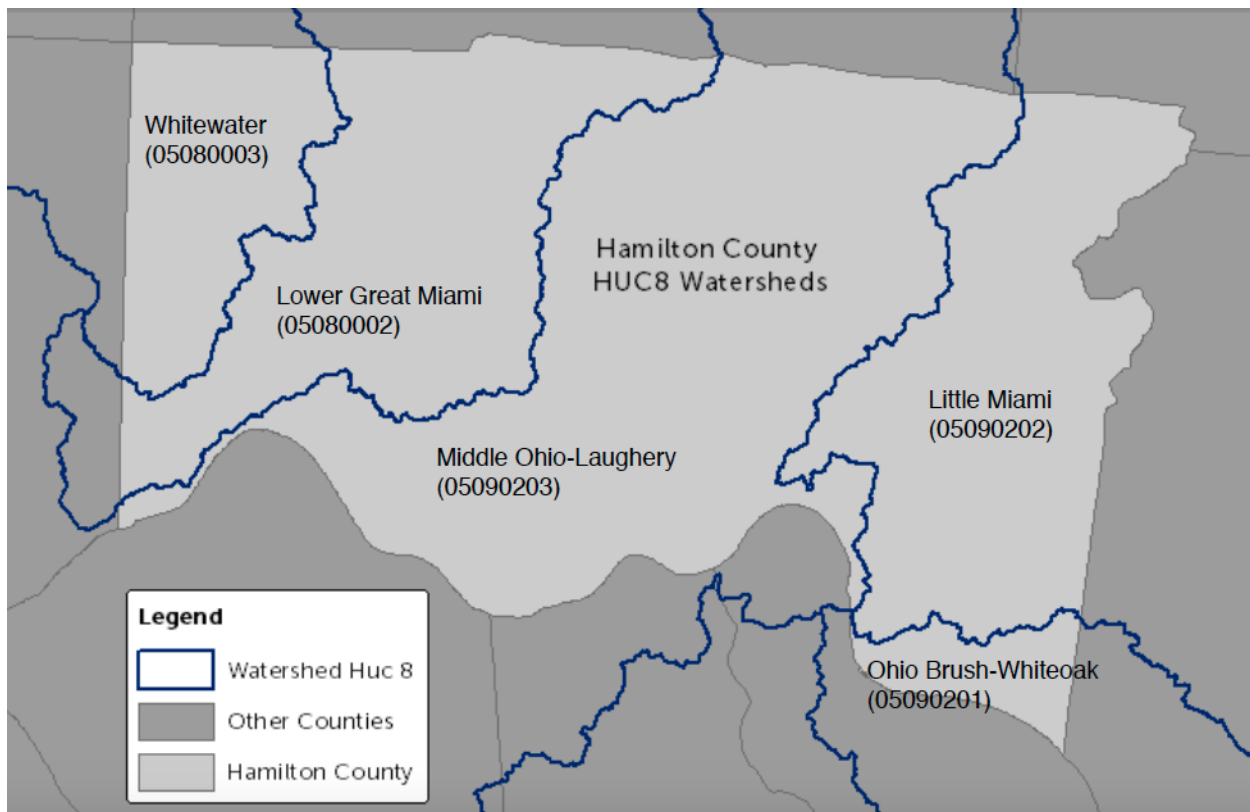 Whitewater
(05080003)
Hamilton County
HUC8 Watersheds
Lower Great Miami
(05080002)
Little Miami
(05090202)
Middle Ohio-Laughery
(05090203)
Ohio Brush-Whiteoak
(05090201)
Legend
Watershed Huc 8
Other Counties
Hamilton County